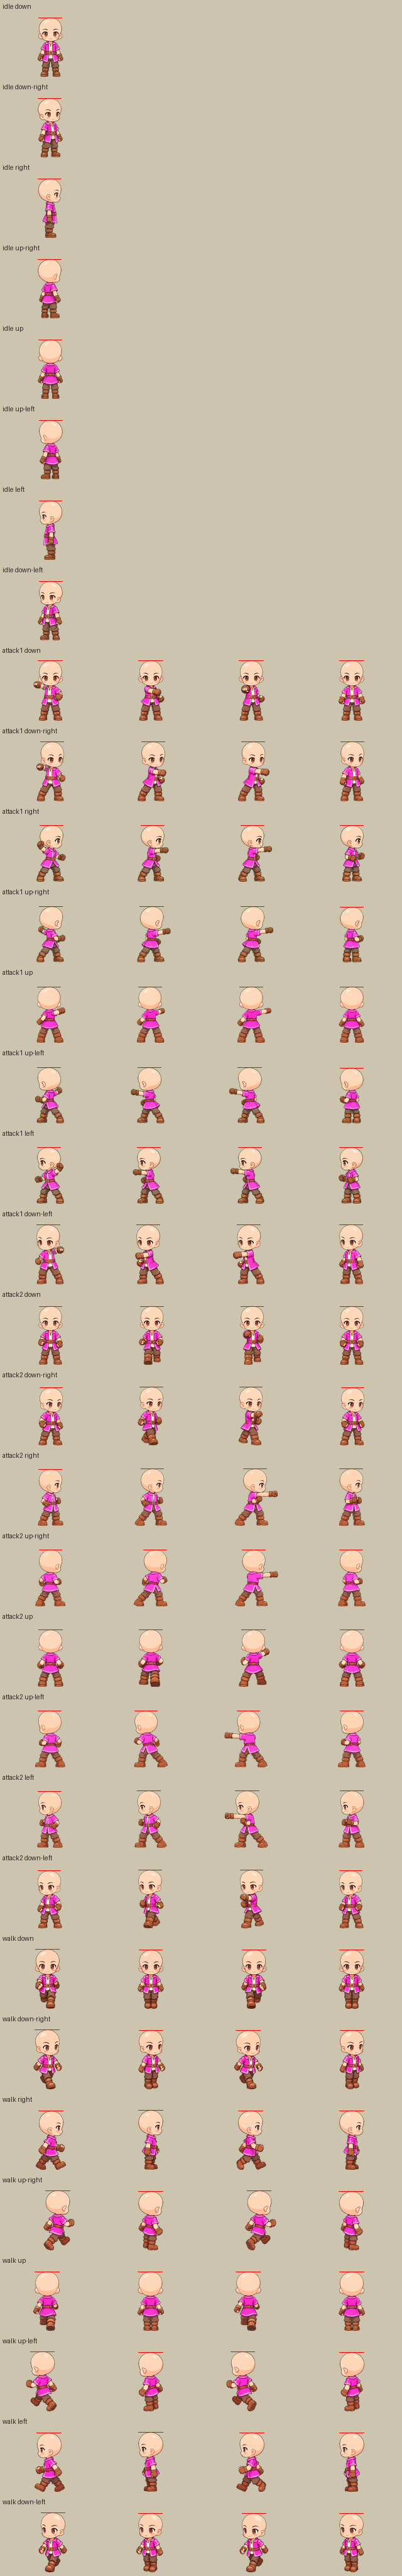 idle down
idle down-right
idle right
idle up-right
idle up
idle up-left
idle left
idle down-left
attack1 down
attack1 down-right
attack1 right
attack1 up-right
attack1 up
attack1 up-left
attack1 left
attack1 down-left
attack2 down
attack2 down-right
attack2 right
attack2 up-right
attack2 up
attack2 up-left
attack2 left
attack2 down-left
walk down
walk down-right
walk right
walk up-right
walk up
walk up-left
walk left
walk down-left